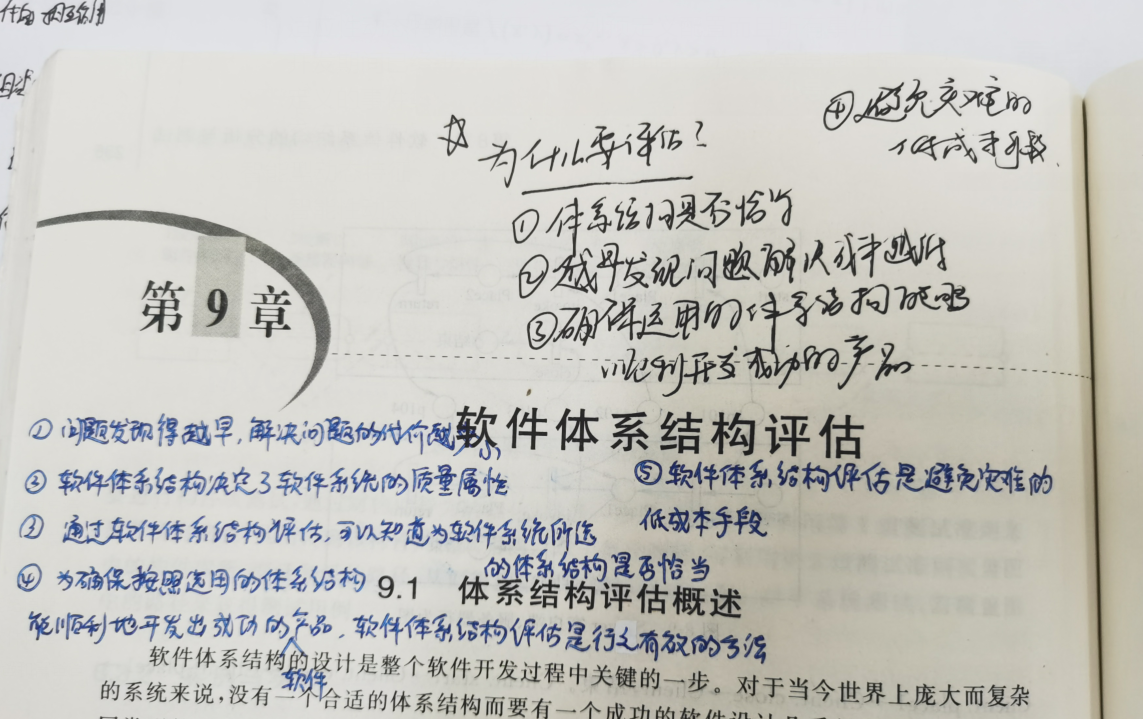 ☆ 为什么要评估?
④ 避免灾难的
低成本手段.
① 体系结构是否恰当
② 越早发现问题解决成本越低
③ 确保运用的体系结构能够
顺利开发成功的产品
第9章
软件体系结构评估
① 问题发现得越早,解决问题的代价越小
② 软件体系结构决定了软件系统的质量属性
③ 通过软件体系结构评估,可以知道为软件系统所选
的体系结构是否恰当
④ 为确保按照选用的体系结构
能顺利地开发出成功的软件产品,软件体系结构评估是行之有效的方法
⑤ 软件体系结构评估是避免灾难的
低成本手段
9.1 体系结构评估概述
软件体系结构的设计是整个软件开发过程中关键的一步。对于当今世界上庞大而复杂
的系统来说,没有一个合适的体系结构而要有一个成功的软件设计几乎